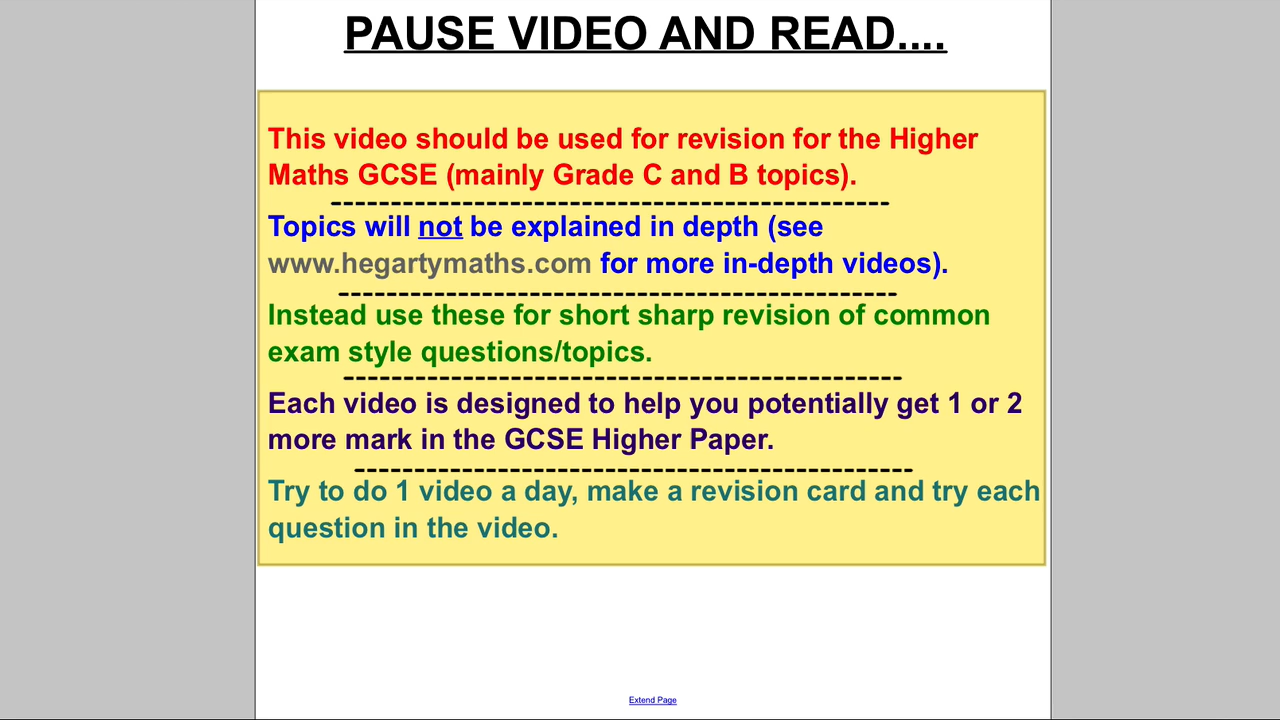 PAUSE VIDEO AND READ....
This video should be used for revision for the Higher
Maths GCSE (mainly Grade C and B topics).
Topics will not be explained in depth (see
www.hegartymaths.com for more in-depth videos).
Instead use these for short sharp revision of common
exam style questions/topics.
Each video is designed to help you potentially get 1 or 2
more mark in the GCSE Higher Paper.
Try to do 1 video a day, make a revision card and try each
question in the video.
Extend Page